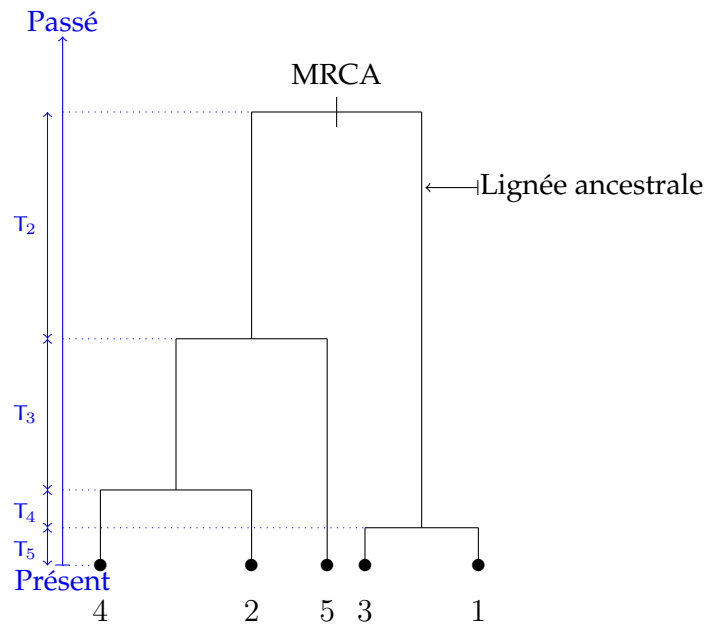 Passé
MRCA
Lignée ancestrale
T₂
T₃
T₄
T₅
Présent
4 2 5 3 1